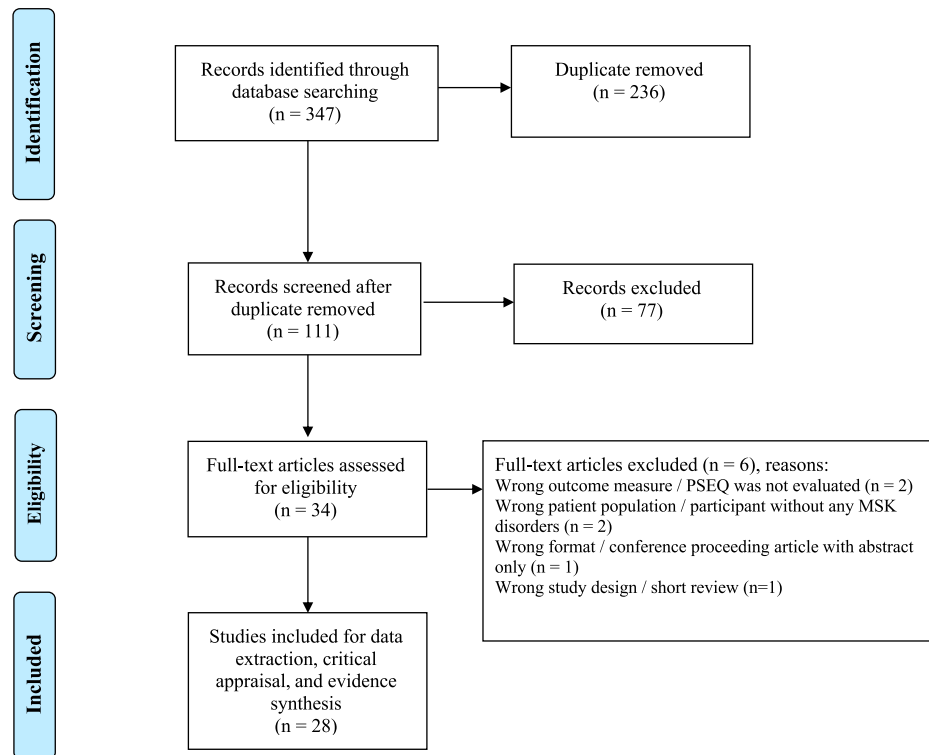 Identification
Records identified through
database searching
(n = 347)
Duplicate removed
(n = 236)
Screening
Records screened after
duplicate removed
(n = 111)
Records excluded
(n = 77)
Eligibility
Full-text articles assessed
for eligibility
(n = 34)
Full-text articles excluded (n = 6), reasons:
Wrong outcome measure / PSEQ was not evaluated (n = 2)
Wrong patient population / participant without any MSK
disorders (n = 2)
Wrong format / conference proceeding article with abstract
only (n = 1)
Wrong study design / short review (n=1)
Included
Studies included for data
extraction, critical
appraisal, and evidence
synthesis
(n = 28)